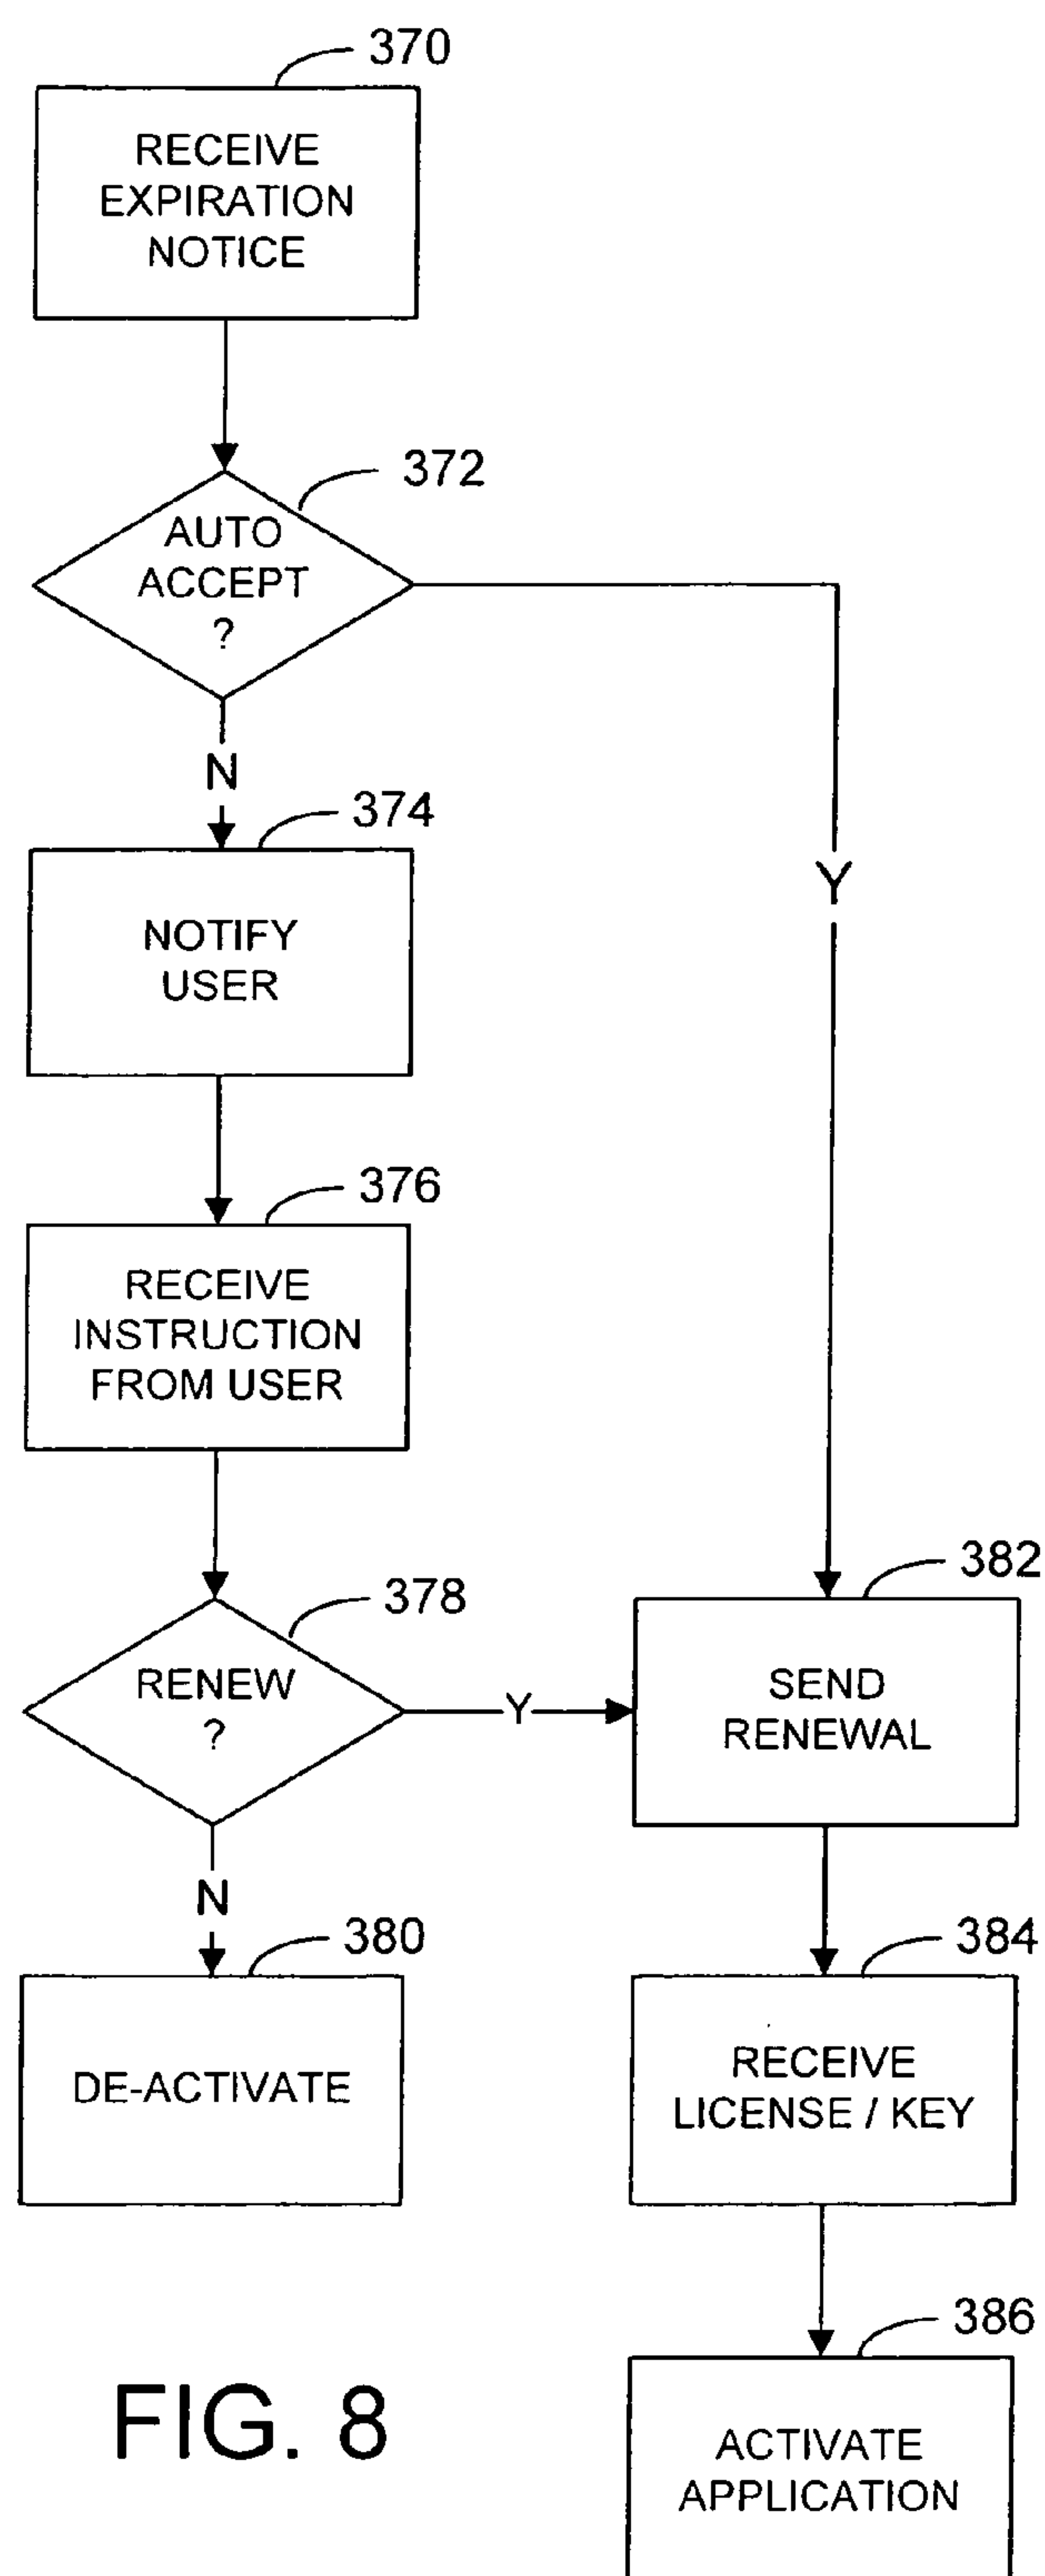 370
RECEIVE
EXPIRATION
NOTICE
372
AUTO
ACCEPT
?
N
Y
374
NOTIFY
USER
376
RECEIVE
INSTRUCTION
FROM USER
378
RENEW
?
Y
N
382
SEND
RENEWAL
380
DE-ACTIVATE
384
RECEIVE
LICENSE / KEY
386
ACTIVATE
APPLICATION
FIG. 8